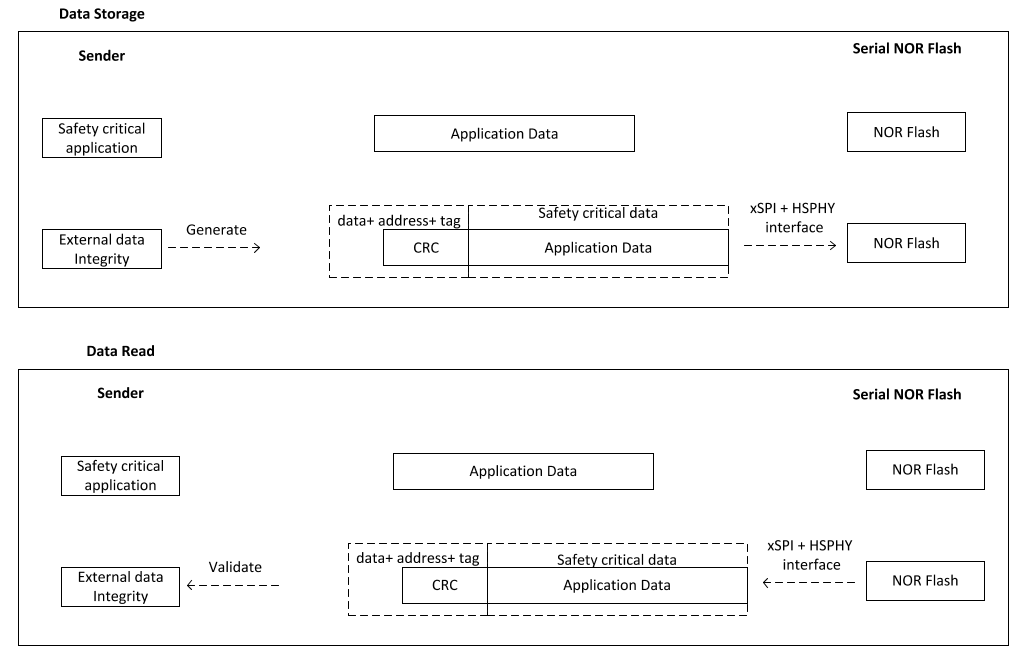 Data Storage
Sender
Serial NOR Flash
Safety critical
application
Application Data
NOR Flash
External data
Integrity
Generate
data+ address+ tag
Safety critical data
CRC
Application Data
xSPI + HSPHY
interface
NOR Flash
Data Read
Sender
Serial NOR Flash
Safety critical
application
Application Data
NOR Flash
External data
Integrity
Validate
data+ address+ tag
Safety critical data
CRC
Application Data
xSPI + HSPHY
interface
NOR Flash